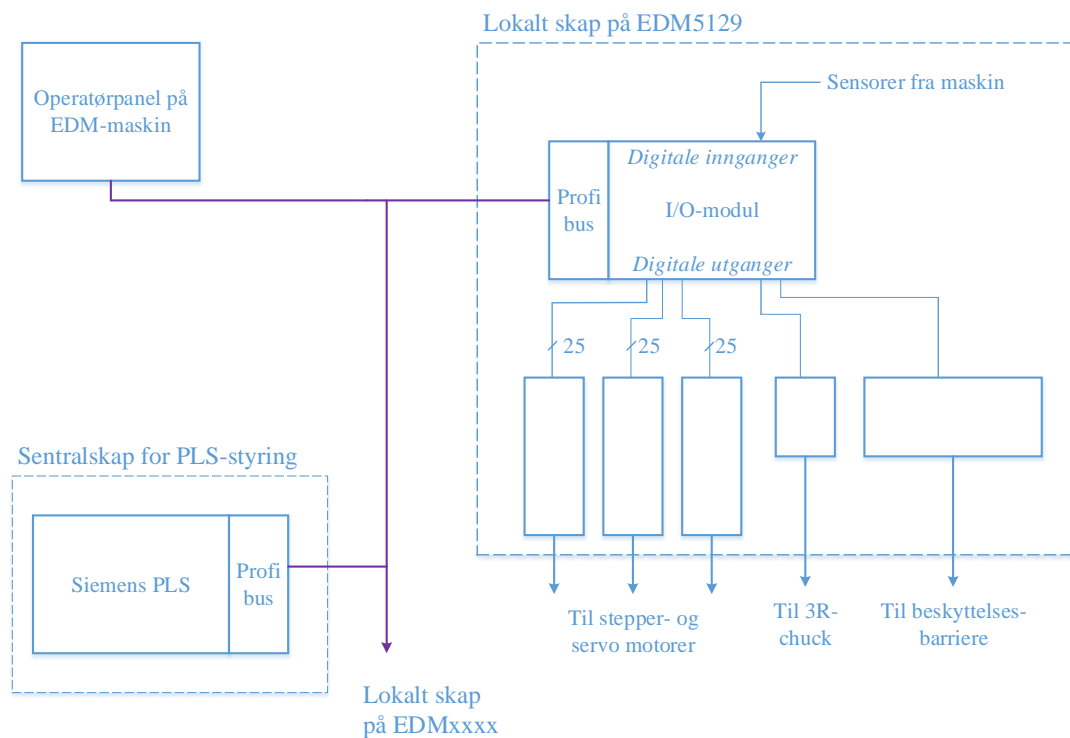 Lokalt skap på EDM5129
Operatørpanel på
EDM-maskin
Sensorer fra maskin
Digitale innganger
Profi
bus
I/O-modul
Digitale utganger
25
25
25
Sentralskap for PLS-styring
Siemens PLS
Profi
bus
Til stepper- og
servo motorer
Til 3R-
chuck
Til beskyttelses-
barriere
Lokalt skap
på EDMxxxx